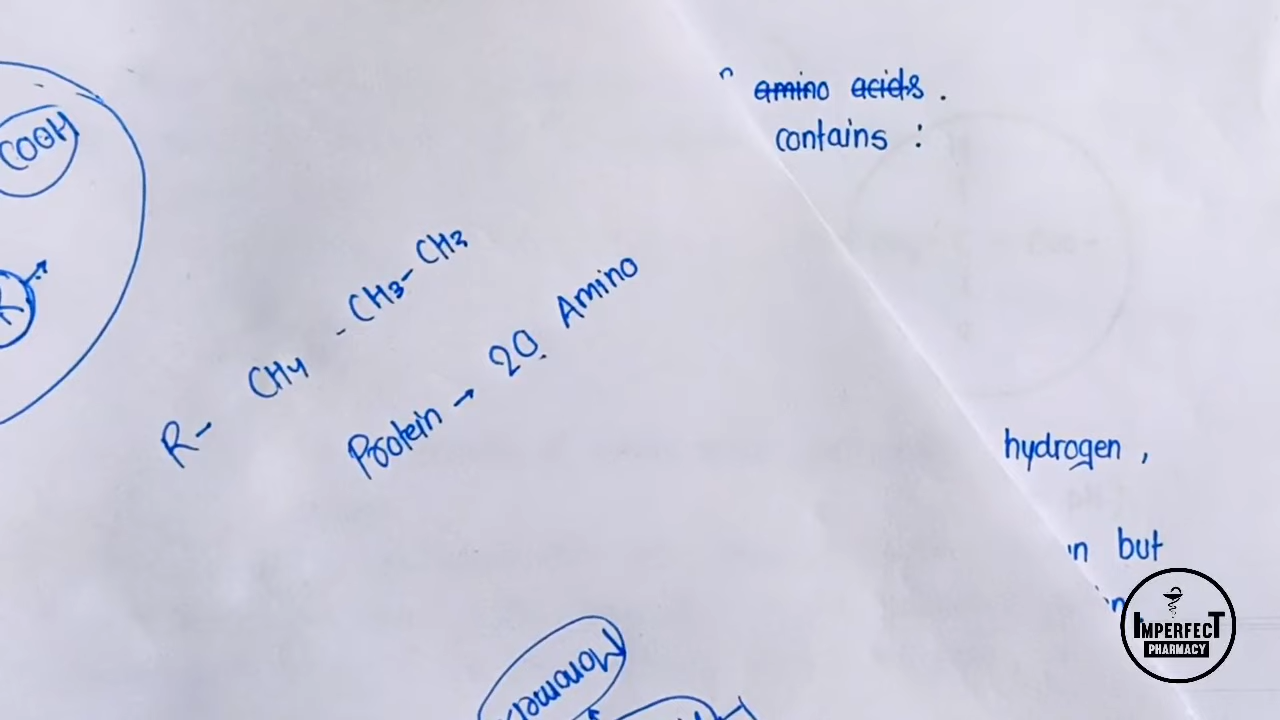 COOH
R
R- CH4 - CH3 - CH3
Protein → 20 Amino
Monomer
amino acids .
contains :
hydrogen ,
but
IMPERFECT
PHARMACY